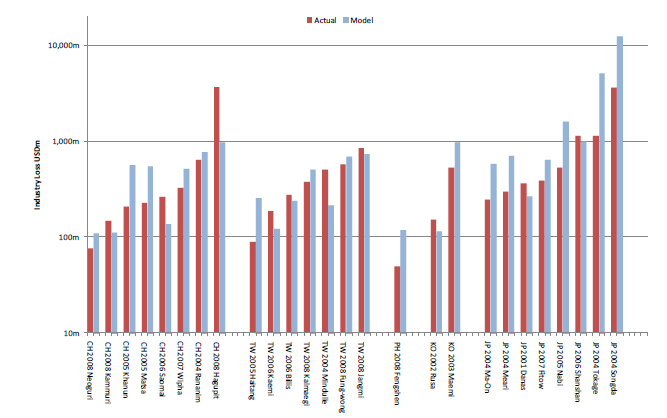 Actual Model
10,000m
1,000m
100m
10m
Industry Loss USDm
CH 2008 Neoguri
CH 2008 Kammuri
CH 2005 Khanun
CH 2005 Matsa
CH 2006 Saomai
CH 2007 Wipha
CH 2004 Rananim
CH 2008 Hagupit
TW 2005 Haitang
TW 2006 Kaemi
TW 2006 Bilis
TW 2008 Kalmaegi
TW 2004 Mindulle
TW 2008 Fung-wong
TW 2008 Jiangmi
PH 2008 Fengshen
KO 2002 Rusa
KO 2003 Maemi
JP 2004 Ma-On
JP 2004 Meari
JP 2001 Danas
JP 2007 Fitow
JP 2005 Nabi
JP 2006 Shanshan
JP 2004 Tokage
JP 2004 Songda